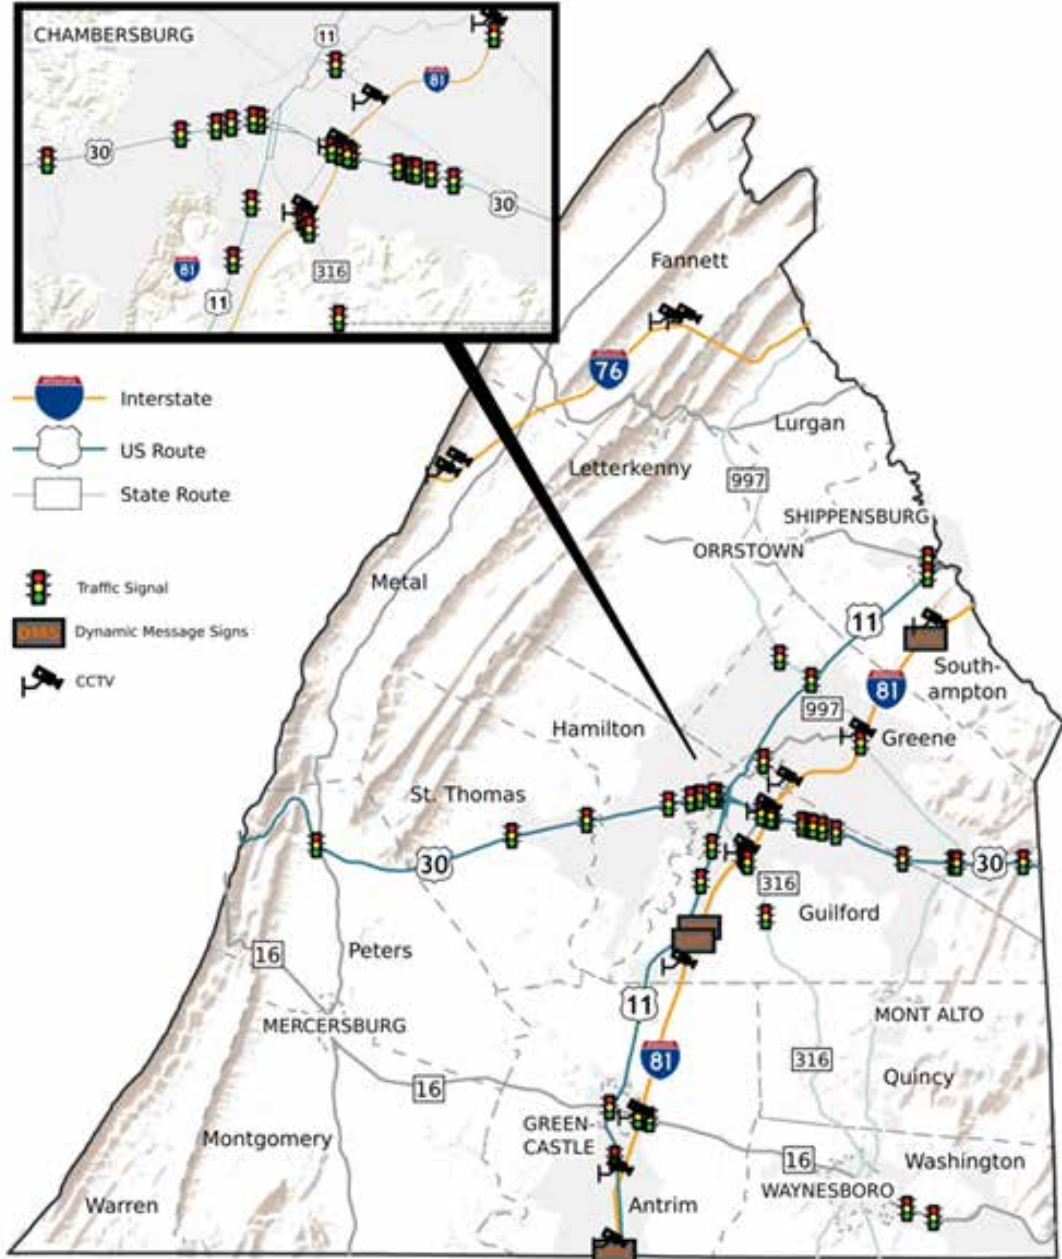 CHAMBERSBURG
11
81
30
30
81
316
11
Fannett
76
Interstate
US Route
State Route
Lurgan
Letterkenny
997
SHIPPENSBURG
ORRSTOWN
Metal
Traffic Signal
DMS
Dynamic Message Signs
CCTV
11
South-
ampton
81
997
Hamilton
Greene
St. Thomas
30
30
316
Guilford
Peters
16
11
MONT ALTO
MERCERSBURG
81
316
Quincy
16
GREEN-
CASTLE
Montgomery
16
Washington
WAYNESBORO
Warren
Antrim